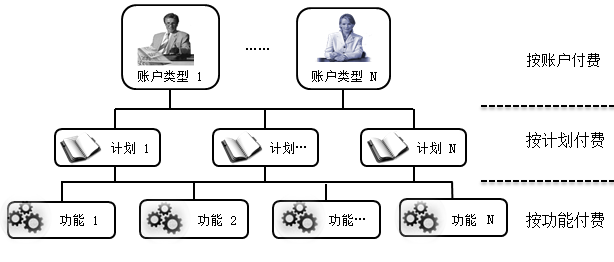 账户类型 1
……
账户类型 N
按账户付费
计划 1
计划…
计划 N
按计划付费
功能 1
功能 2
功能…
功能 N
按功能付费